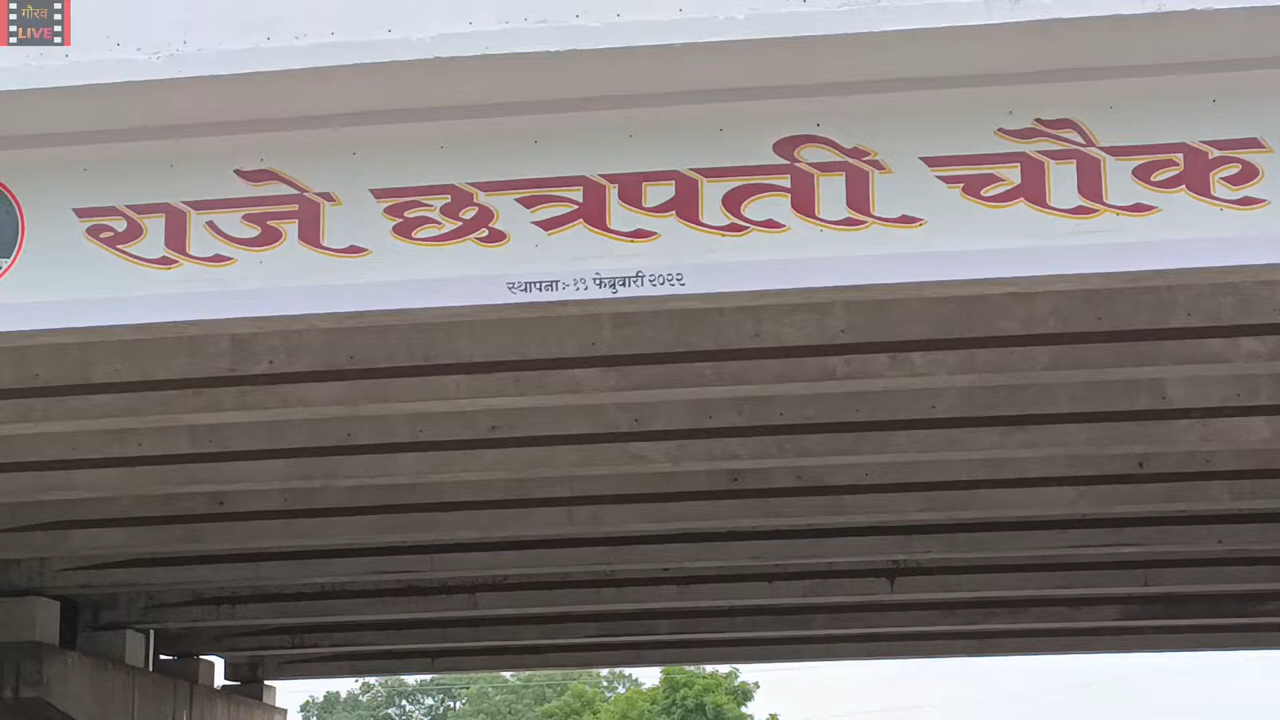 गौरव
LIVE
राजे छत्रपती चौक
स्थापना :- १९ फेब्रुवारी २०२२